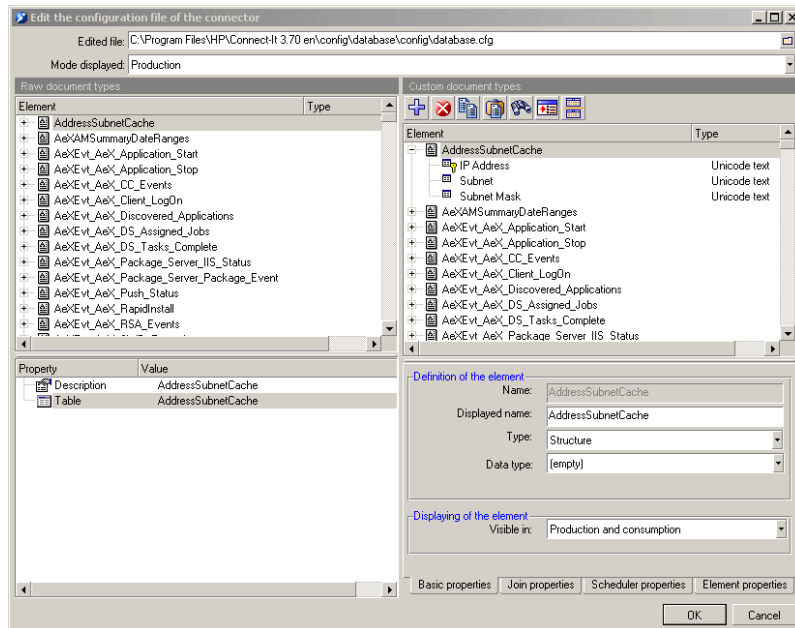 Edit the configuration file of the connector
Edited file: C:\Program Files\HP\Connect-It 3.70 en\config\database\config\database.cfg
Mode displayed: Production
Raw document types
Element Type
AddressSubnetCache
AeXAMSummaryDateRanges
AeXEvt_AeX_Application_Start
AeXEvt_AeX_Application_Stop
AeXEvt_AeX_CC_Events
AeXEvt_AeX_Client_LogOn
AeXEvt_AeX_Discovered_Applications
AeXEvt_AeX_DS_Assigned_Jobs
AeXEvt_AeX_DS_Tasks_Complete
AeXEvt_AeX_Package_Server_IIS_Status
AeXEvt_AeX_Package_Server_Package_Event
AeXEvt_AeX_Push_Status
AeXEvt_AeX_RapidInstall
AeXEvt_AeX_RSA_Events
Property Value
Description AddressSubnetCache
Table AddressSubnetCache
Custom document types
Element Type
AddressSubnetCache
IP Address Unicode text
Subnet Unicode text
Subnet Mask Unicode text
AeXAMSummaryDateRanges
AeXEvt_AeX_Application_Start
AeXEvt_AeX_Application_Stop
AeXEvt_AeX_CC_Events
AeXEvt_AeX_Client_LogOn
AeXEvt_AeX_Discovered_Applications
AeXEvt_AeX_DS_Assigned_Jobs
AeXEvt_AeX_DS_Tasks_Complete
AeXEvt_AeX_Package_Server_IIS_Status
Definition of the element
Name: AddressSubnetCache
Displayed name: AddressSubnetCache
Type: Structure
Data type: (empty)
Displaying of the element
Visible in: Production and consumption
Basic properties Join properties Scheduler properties Element properties
OK Cancel